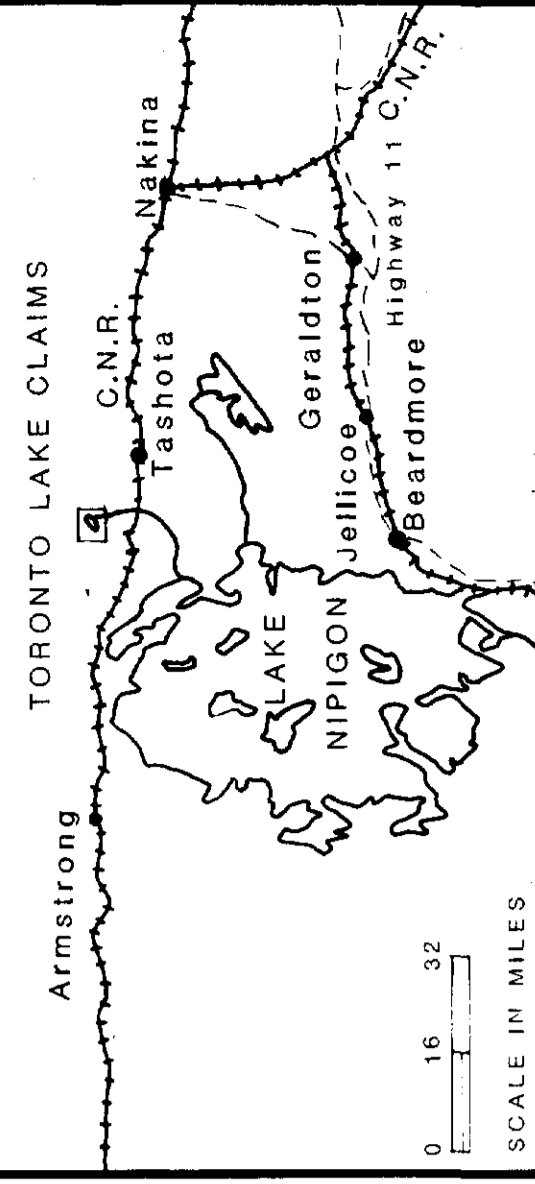 TORONTO LAKE CLAIMS
Armstrong
C.N.R.
Tashota
Nakina
LAKE
NIPIGON
Geraldton
Jellicoe
Beardmore
Highway 11
C.N.R.
0 16 32
SCALE IN MILES